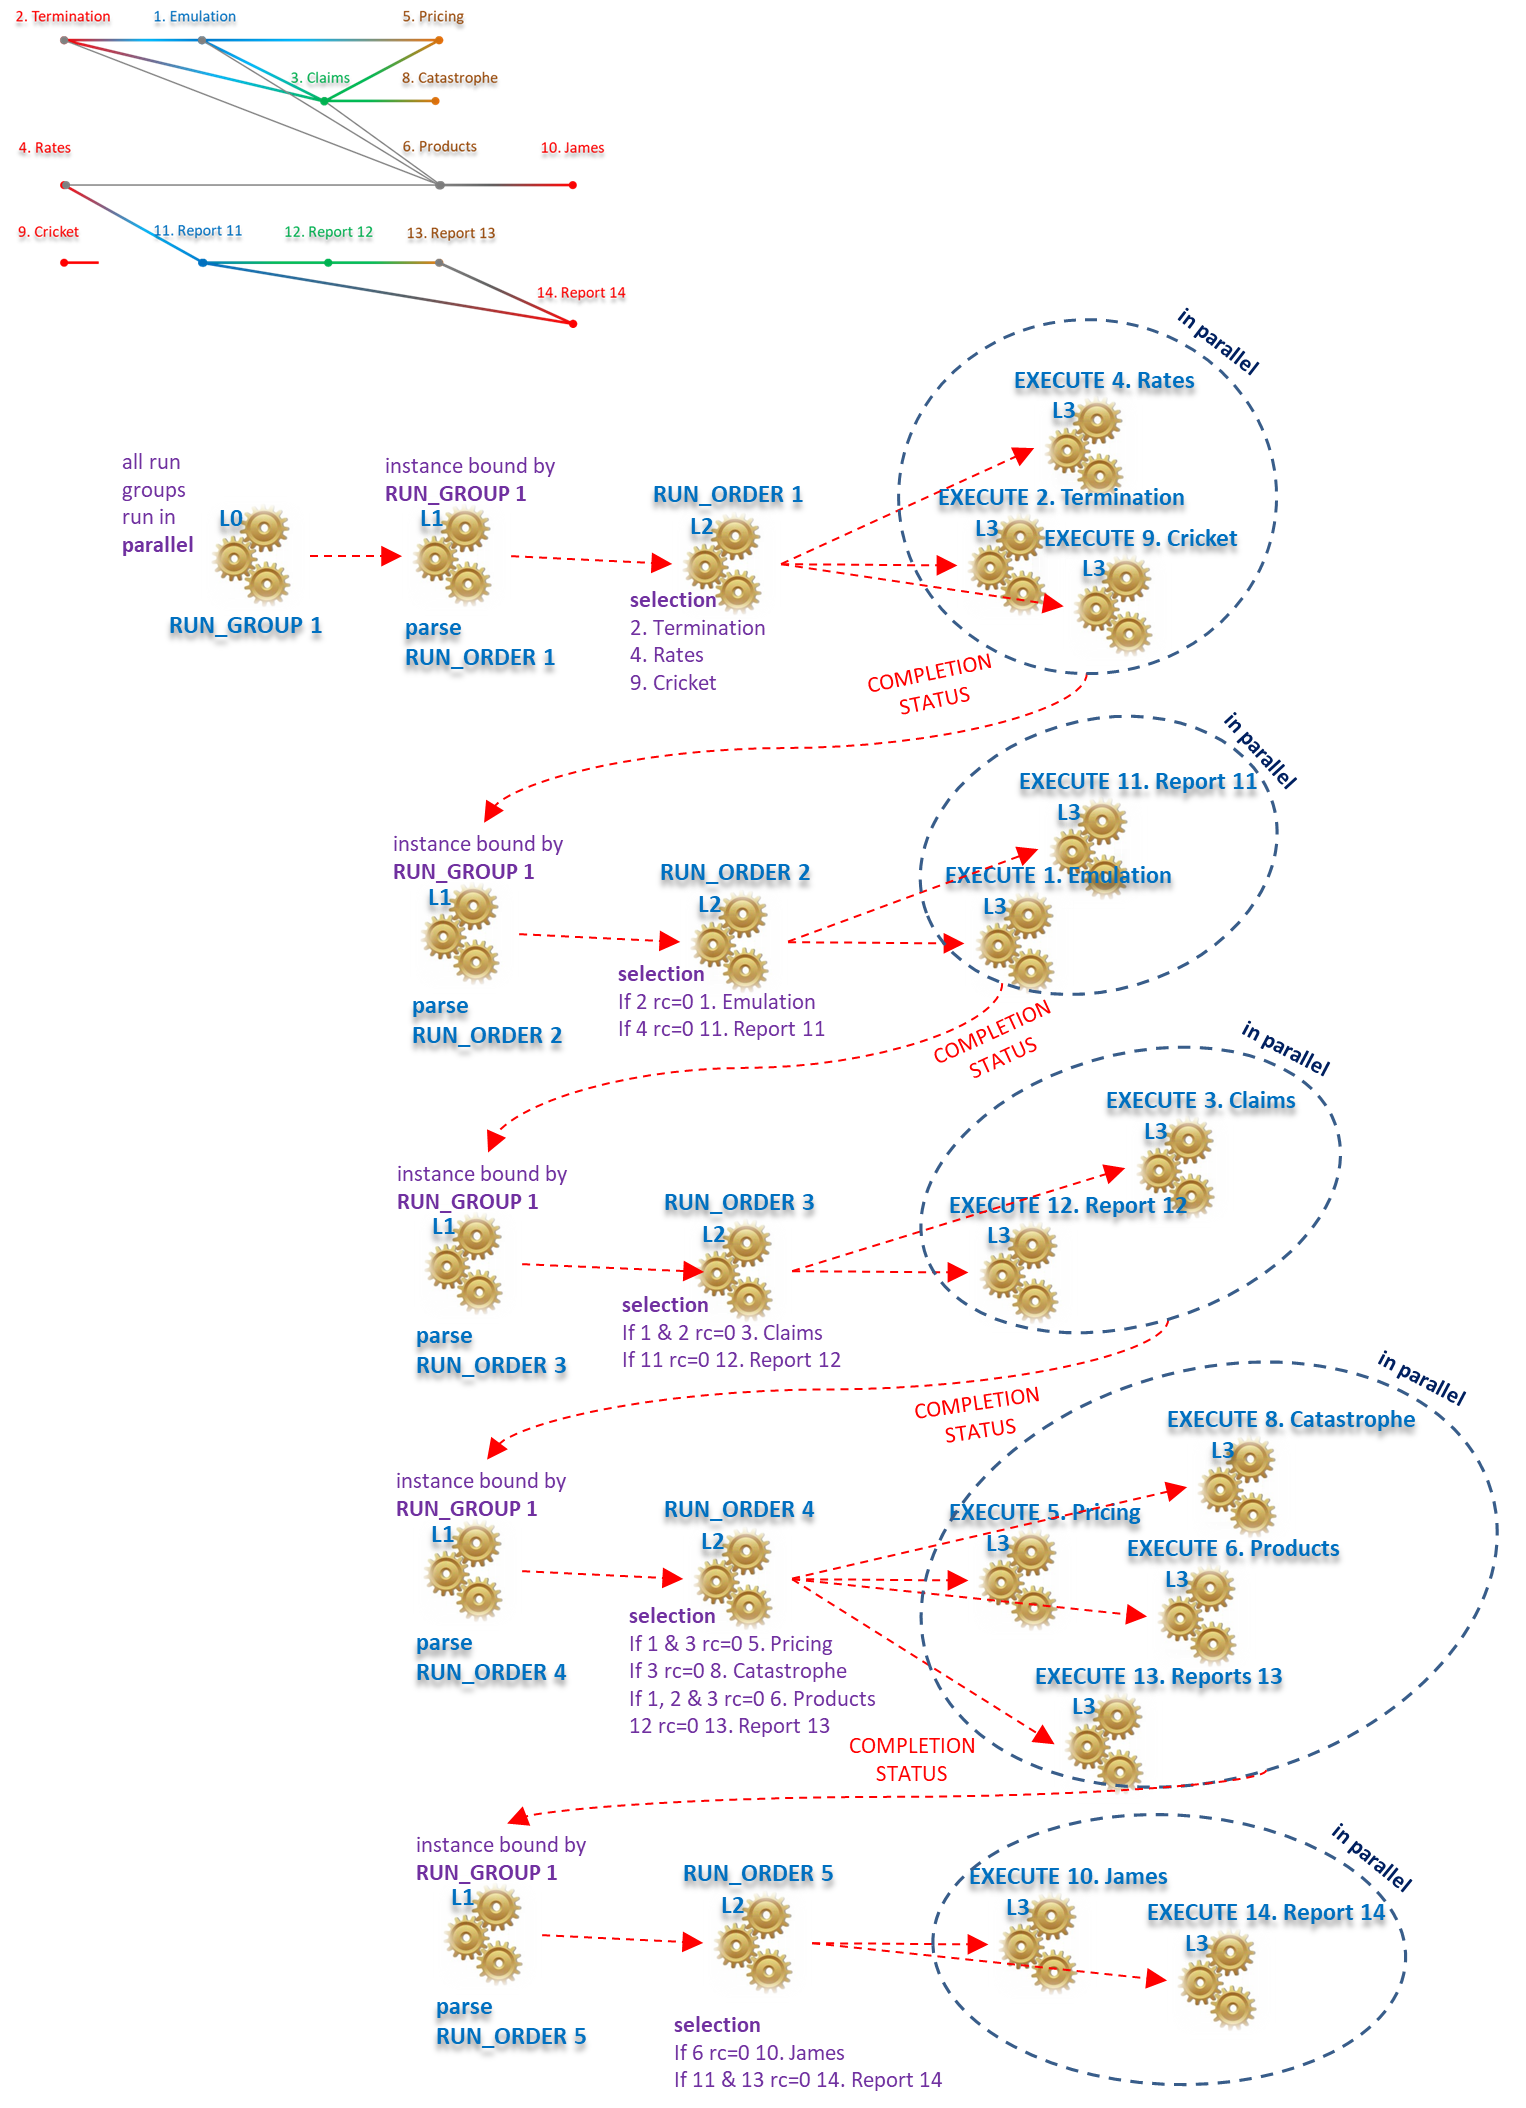 2. Termination
1. Emulation
5. Pricing
3. Claims
8. Catastrophe
4. Rates
6. Products
10. James
9. Cricket
11. Report 11
12. Report 12
13. Report 13
14. Report 14
in parallel
EXECUTE 4. Rates
L3
all run
groups
run in
parallel
L0
RUN_GROUP 1
instance bound by
RUN_GROUP 1
L1
parse
RUN_ORDER 1
RUN_ORDER 1
L2
selection
2. Termination
4. Rates
9. Cricket
EXECUTE 2. Termination
L3
EXECUTE 9. Cricket
L3
COMPLETION
STATUS
in parallel
EXECUTE 11. Report 11
L3
instance bound by
RUN_GROUP 1
L1
parse
RUN_ORDER 2
RUN_ORDER 2
L2
selection
If 2 rc=0 1. Emulation
If 4 rc=0 11. Report 11
EXECUTE 1. Emulation
L3
COMPLETION
STATUS
in parallel
EXECUTE 3. Claims
L3
instance bound by
RUN_GROUP 1
L1
parse
RUN_ORDER 3
RUN_ORDER 3
L2
selection
If 1 & 2 rc=0 3. Claims
If 11 rc=0 12. Report 12
EXECUTE 12. Report 12
L3
COMPLETION
STATUS
in parallel
EXECUTE 8. Catastrophe
L3
instance bound by
RUN_GROUP 1
L1
parse
RUN_ORDER 4
RUN_ORDER 4
L2
selection
If 1 & 3 rc=0 5. Pricing
If 3 rc=0 8. Catastrophe
If 1, 2 & 3 rc=0 6. Products
12 rc=0 13. Report 13
EXECUTE 5. Pricing
L3
EXECUTE 6. Products
L3
EXECUTE 13. Reports 13
L3
COMPLETION
STATUS
in parallel
instance bound by
RUN_GROUP 1
L1
parse
RUN_ORDER 5
RUN_ORDER 5
L2
selection
If 6 rc=0 10. James
If 11 & 13 rc=0 14. Report 14
EXECUTE 10. James
L3
EXECUTE 14. Report 14
L3